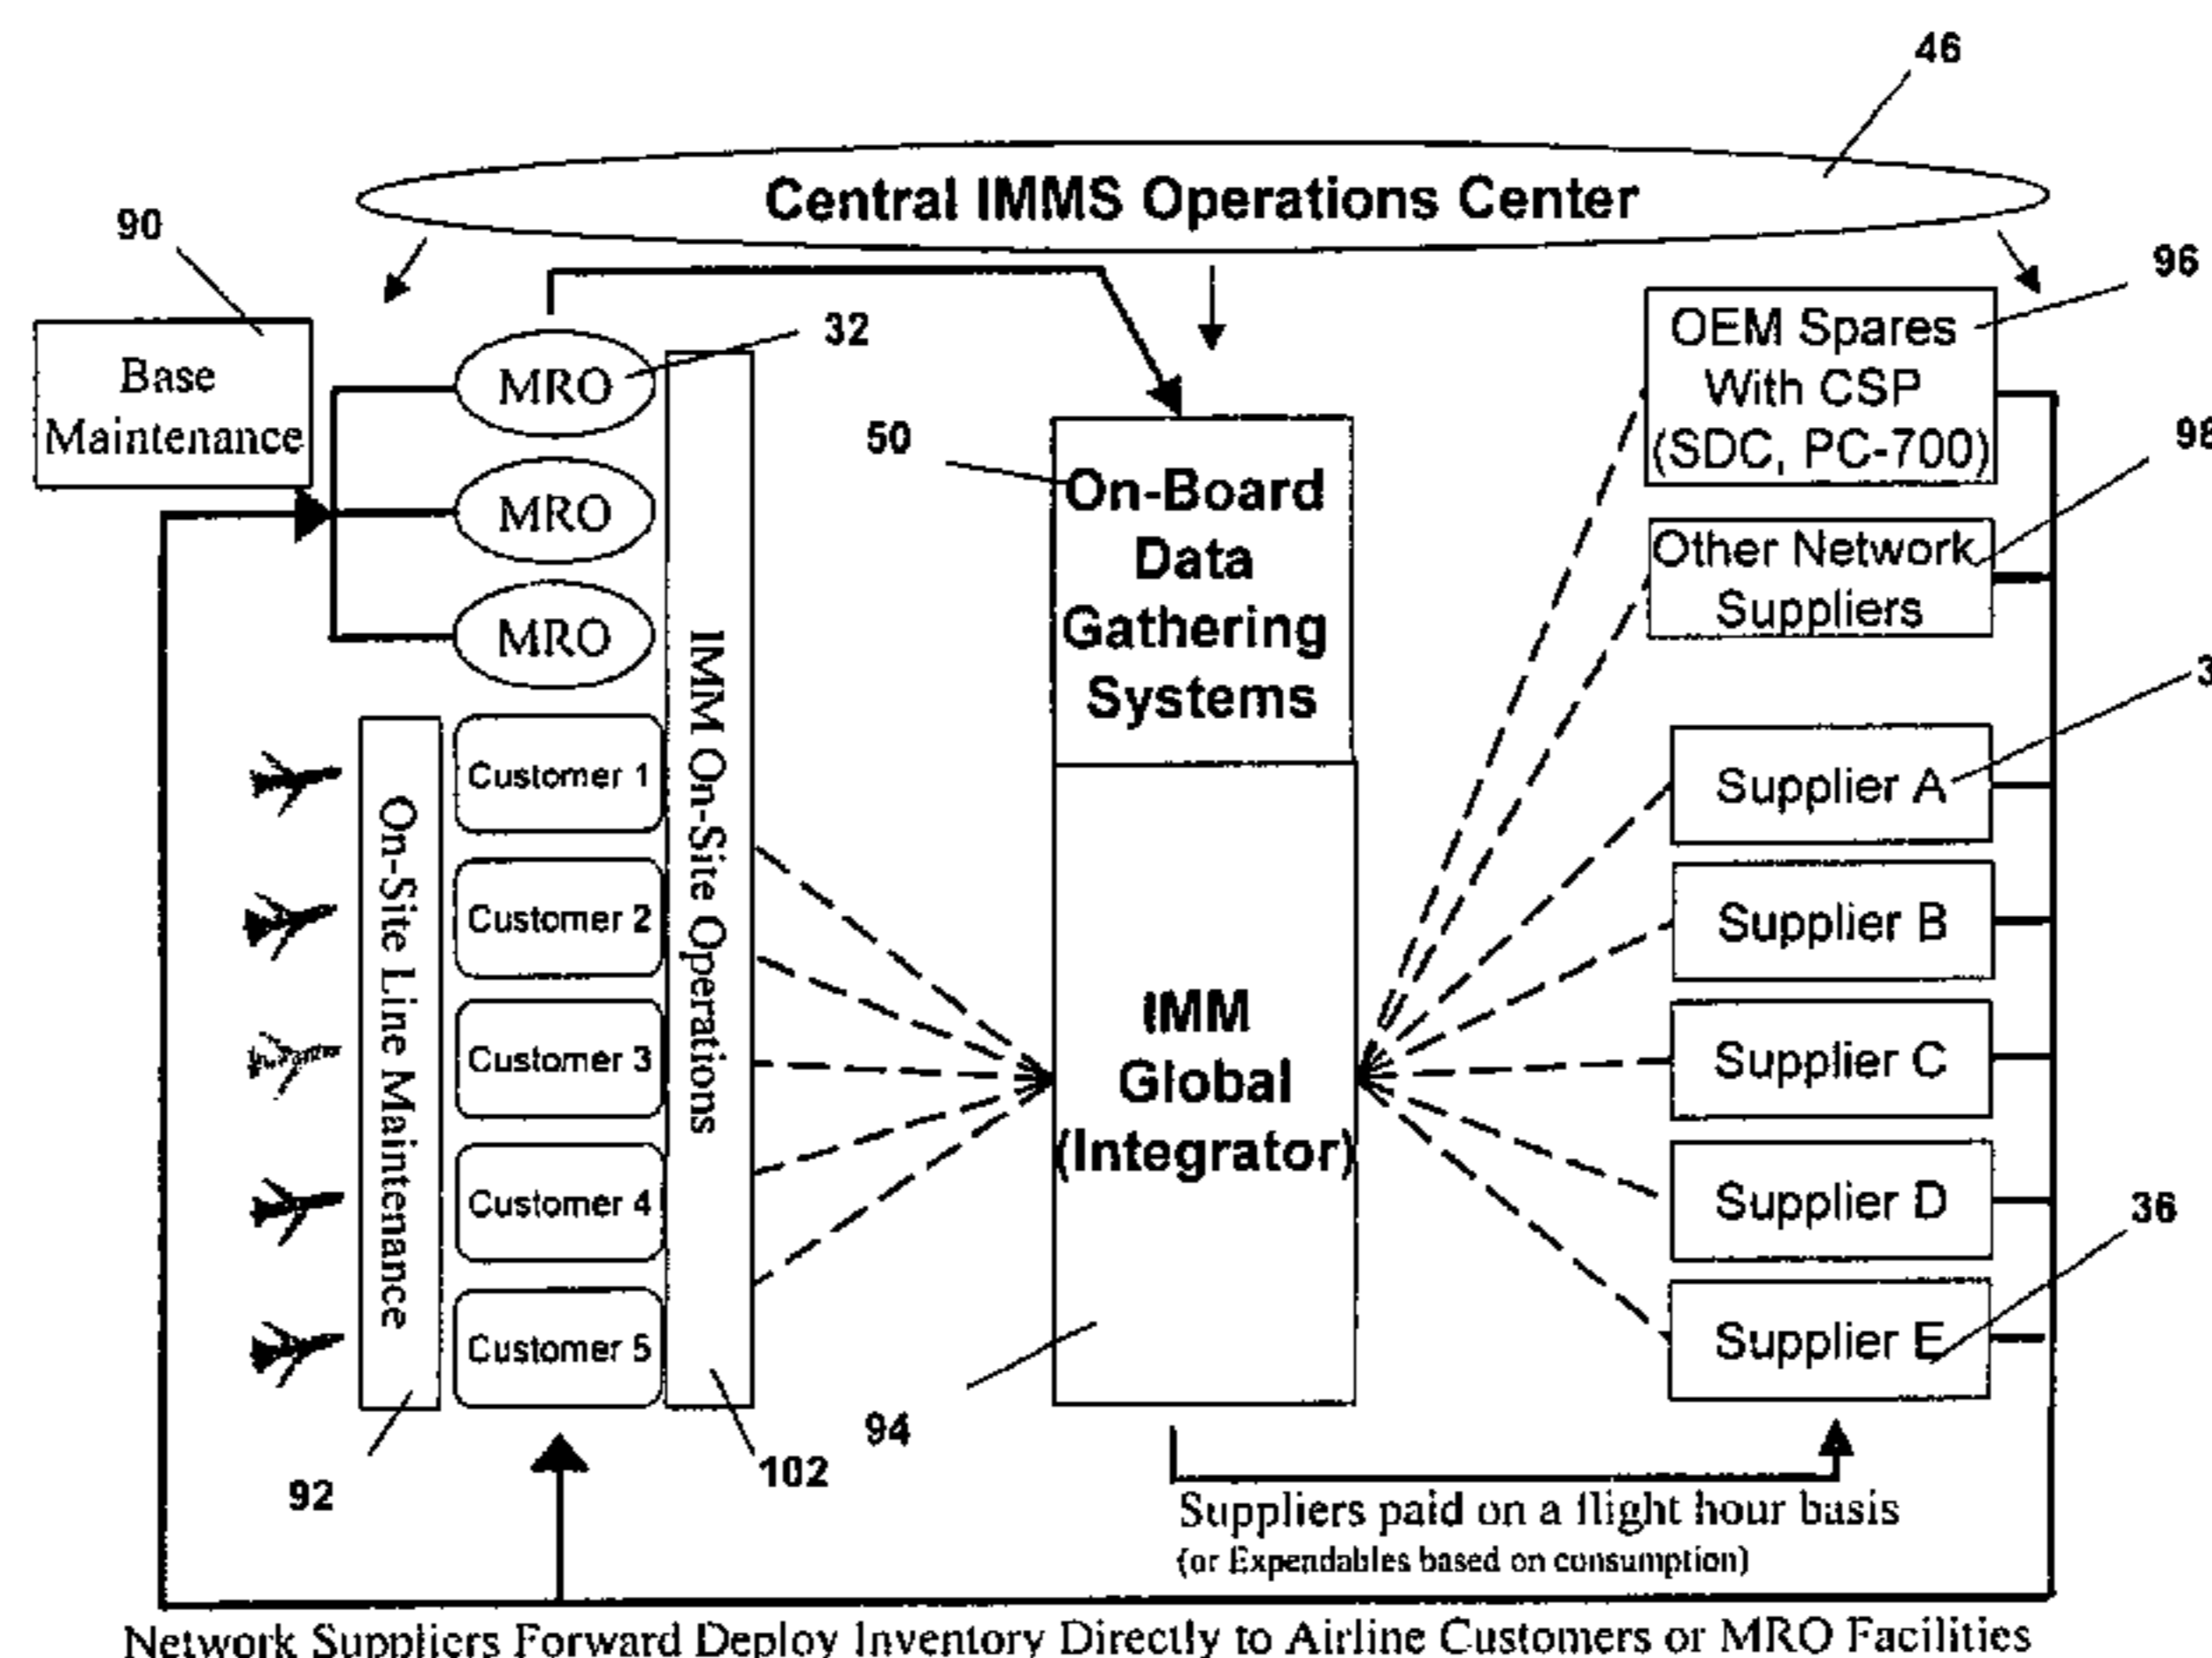 46
Central IMMS Operations Center
90
96
32
Base
Maintenance
MRO
MRO
MRO
50
On-Board
Data
Gathering
Systems
OEM Spares
With CSP
(SDC, PC-700)
98
Other Network
Suppliers
3
On-Site Line Maintenance
Customer 1
Customer 2
Customer 3
Customer 4
Customer 5
IMM On-Site Operations
IMM
Global
(Integrator)
Supplier A
Supplier B
Supplier C
Supplier D
36
Supplier E
94
102
92
Suppliers paid on a flight hour basis
(or Expendables based on consumption)
Network Suppliers Forward Deploy Inventory Directly to Airline Customers or MRO Facilities